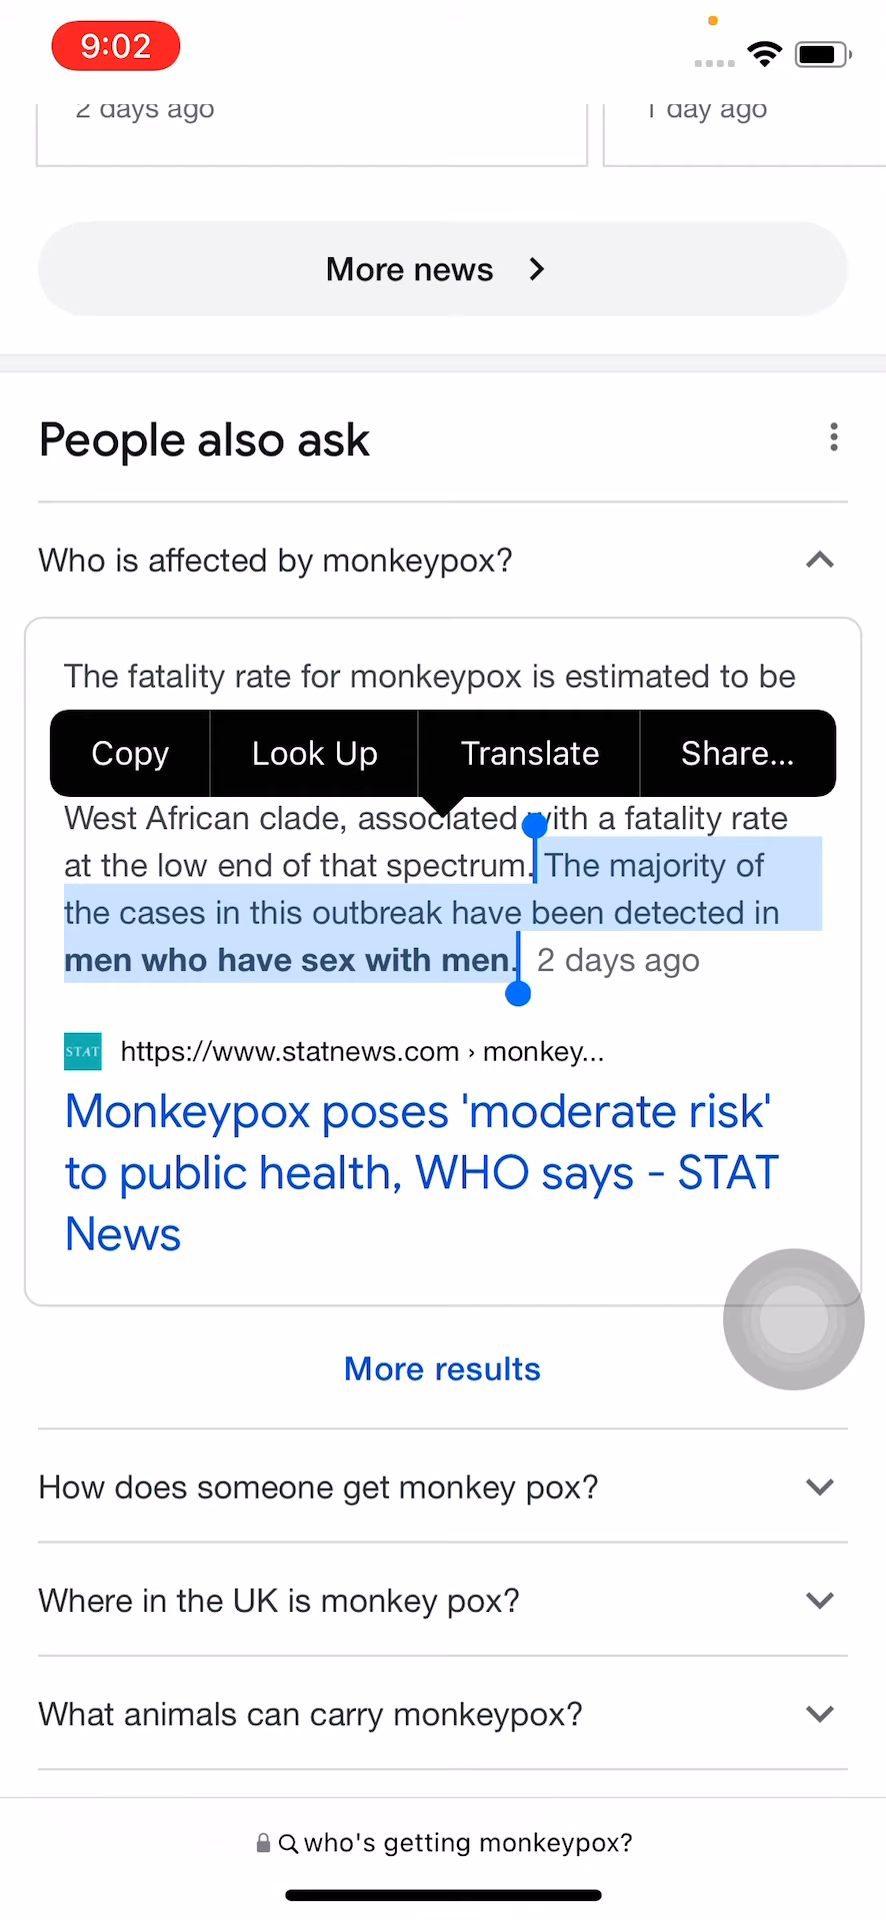 9:02
2 days ago
1 day ago
More news
People also ask
Who is affected by monkeypox?
The fatality rate for monkeypox is estimated to be
Copy
Look Up
Translate
Share...
West African clade, associated with a fatality rate
at the low end of that spectrum. The majority of
the cases in this outbreak have been detected in
men who have sex with men. 2 days ago
STAT
https://www.statnews.com › monkey...
Monkeypox poses 'moderate risk'
to public health, WHO says - STAT
News
More results
How does someone get monkey pox?
Where in the UK is monkey pox?
What animals can carry monkeypox?
who's getting monkeypox?